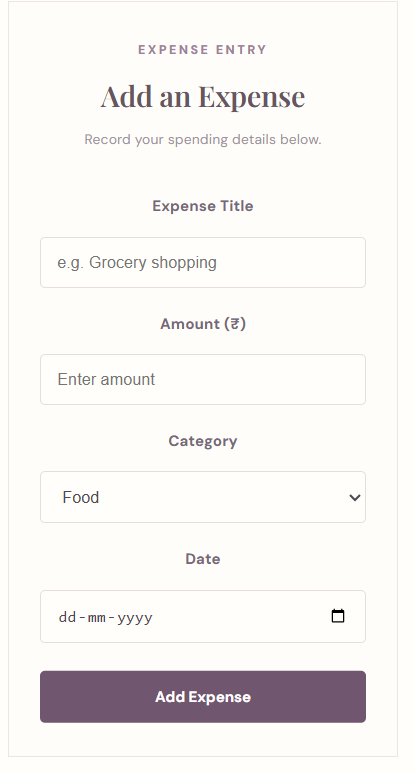 EXPENSE ENTRY
Add an Expense
Record your spending details below.
Expense Title
e.g. Grocery shopping
Amount (₹)
Enter amount
Category
Food
Date
dd-mm-yyyy
Add Expense